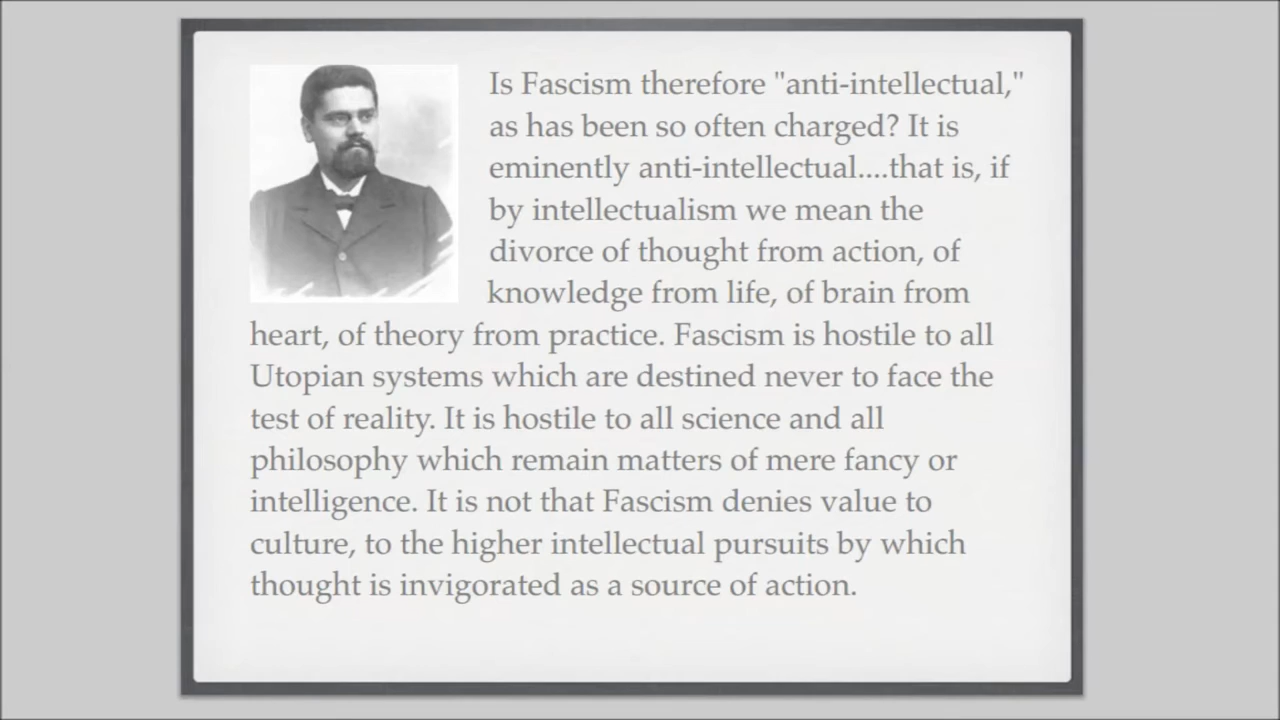 Is Fascism therefore "anti-intellectual,"
as has been so often charged? It is
eminently anti-intellectual....that is, if
by intellectualism we mean the
divorce of thought from action, of
knowledge from life, of brain from
heart, of theory from practice. Fascism is hostile to all
Utopian systems which are destined never to face the
test of reality. It is hostile to all science and all
philosophy which remain matters of mere fancy or
intelligence. It is not that Fascism denies value to
culture, to the higher intellectual pursuits by which
thought is invigorated as a source of action.